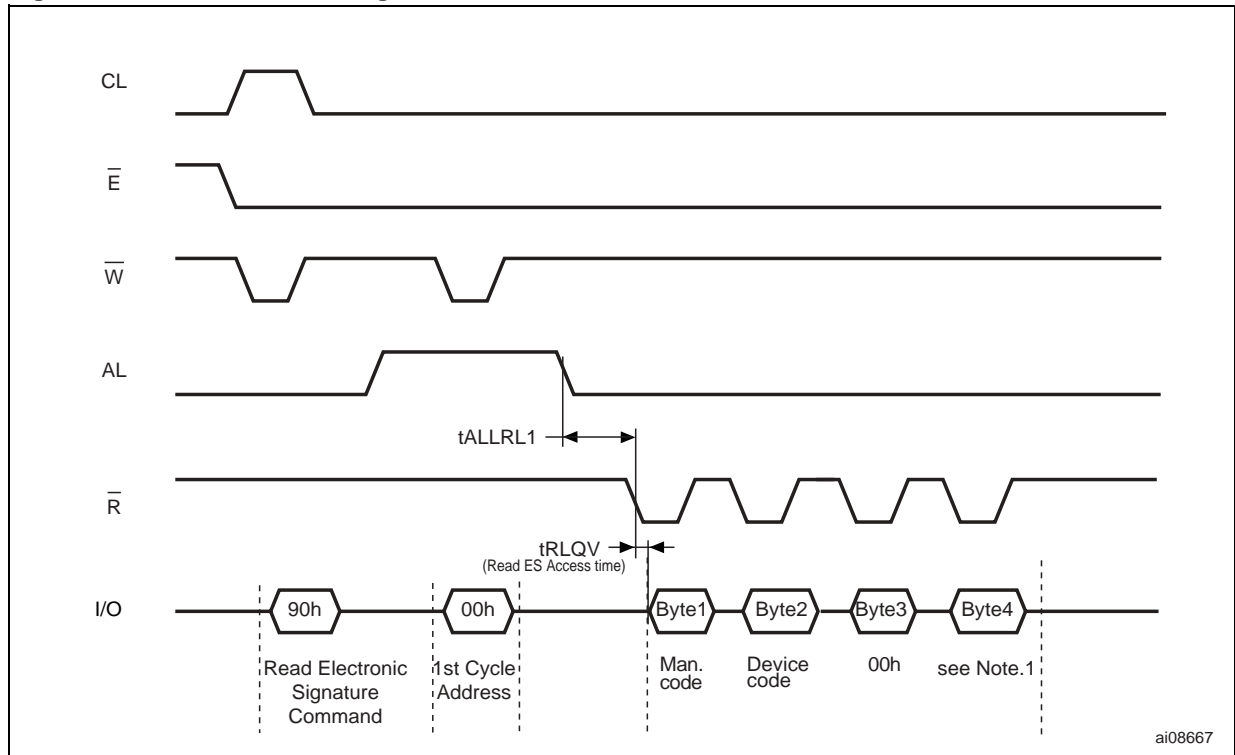 CL
E
W
AL
tALLRL1
R
tRLQV
(Read ES Access time)
I/O
90h
00h
Byte1
Byte2
Byte3
Byte4
Read Electronic
Signature
Command
1st Cycle
Address
Man.
code
Device
code
00h
see Note.1
ai08667